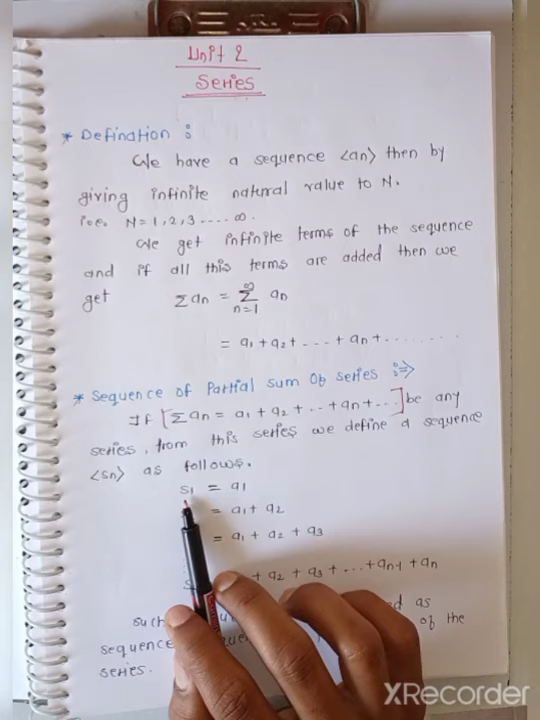 Unit 2
Series
* Defination :
We have a sequence <an> then by
giving infinite natural value to N.
i.e. N = 1, 2, 3 ..... ∞.
We get infinite terms of the sequence
and if all this terms are added then we
get Σan = Σ an
n=1 ∞
= a1 + a2 + ... + an + .........
* Sequence of Partial sum Of series :=>
If [Σan = a1 + a2 + .. + an + ...] be any
series, from this series we define a sequence
<sn> as follows.
s1 = a1
= a1 + a2
= a1 + a2 + a3
+ a2 + a3 + ... + an-1 + an
such as
sequence of the
series.
XRecorder